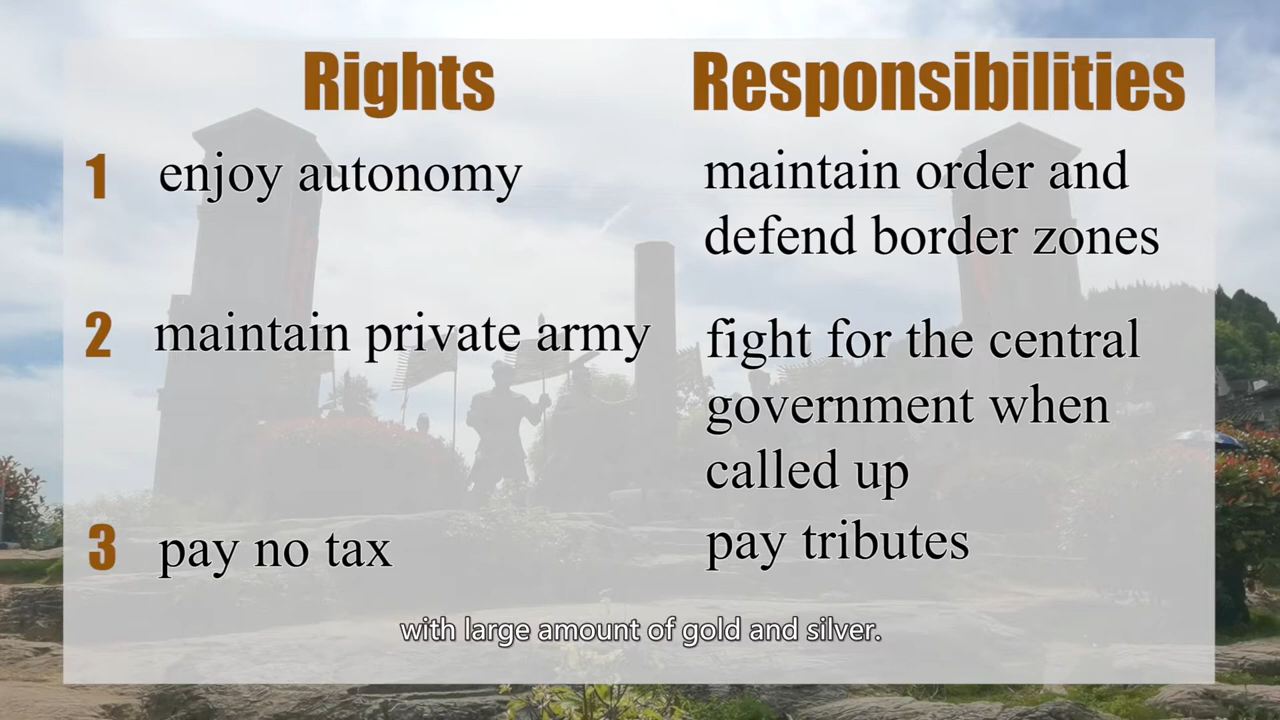 Rights Responsibilities
1 enjoy autonomy maintain order and
defend border zones
2 maintain private army fight for the central
government when
called up
3 pay no tax pay tributes
with large amount of gold and silver.